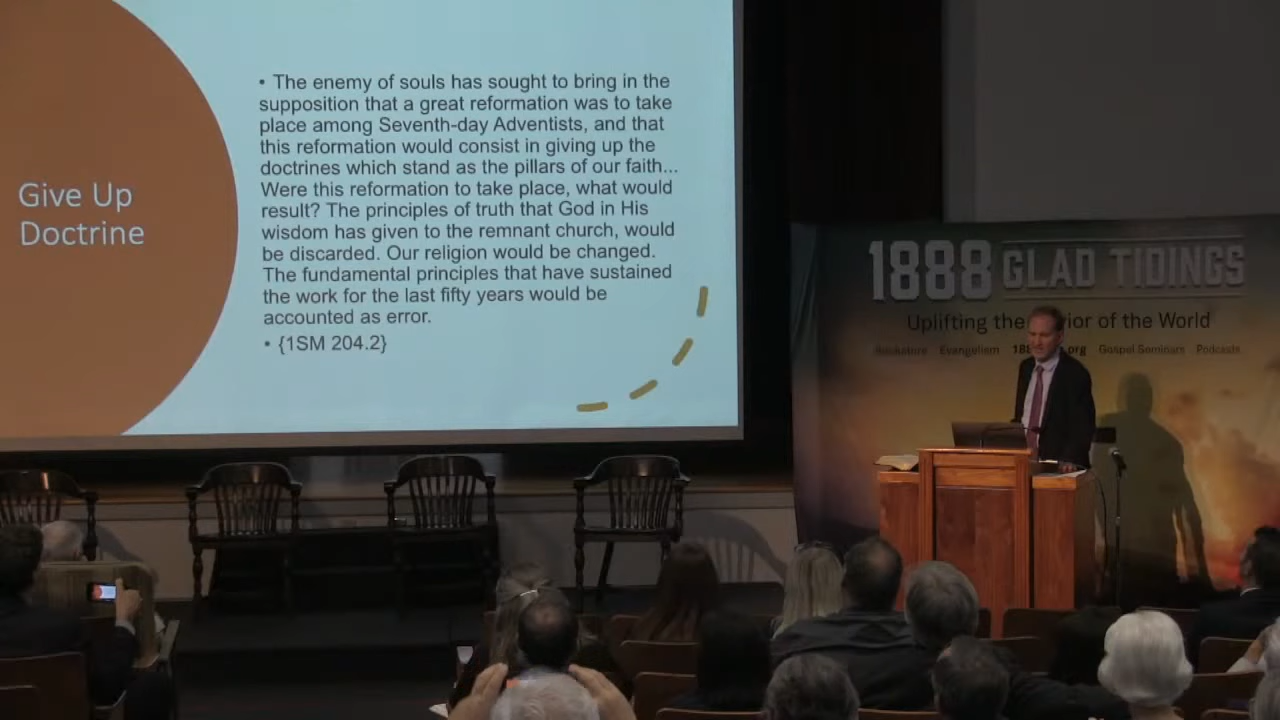 Give Up
Doctrine
• The enemy of souls has sought to bring in the
supposition that a great reformation was to take
place among Seventh-day Adventists, and that
this reformation would consist in giving up the
doctrines which stand as the pillars of our faith...
Were this reformation to take place, what would
result? The principles of truth that God in His
wisdom has given to the remnant church, would
be discarded. Our religion would be changed.
The fundamental principles that have sustained
the work for the last fifty years would be
accounted as error.
• {1SM 204.2}
1888 GLAD TIDINGS
Uplifting the vior of the World
Bookstore Evangelism 188 .org Gospel Seminars Podcasts